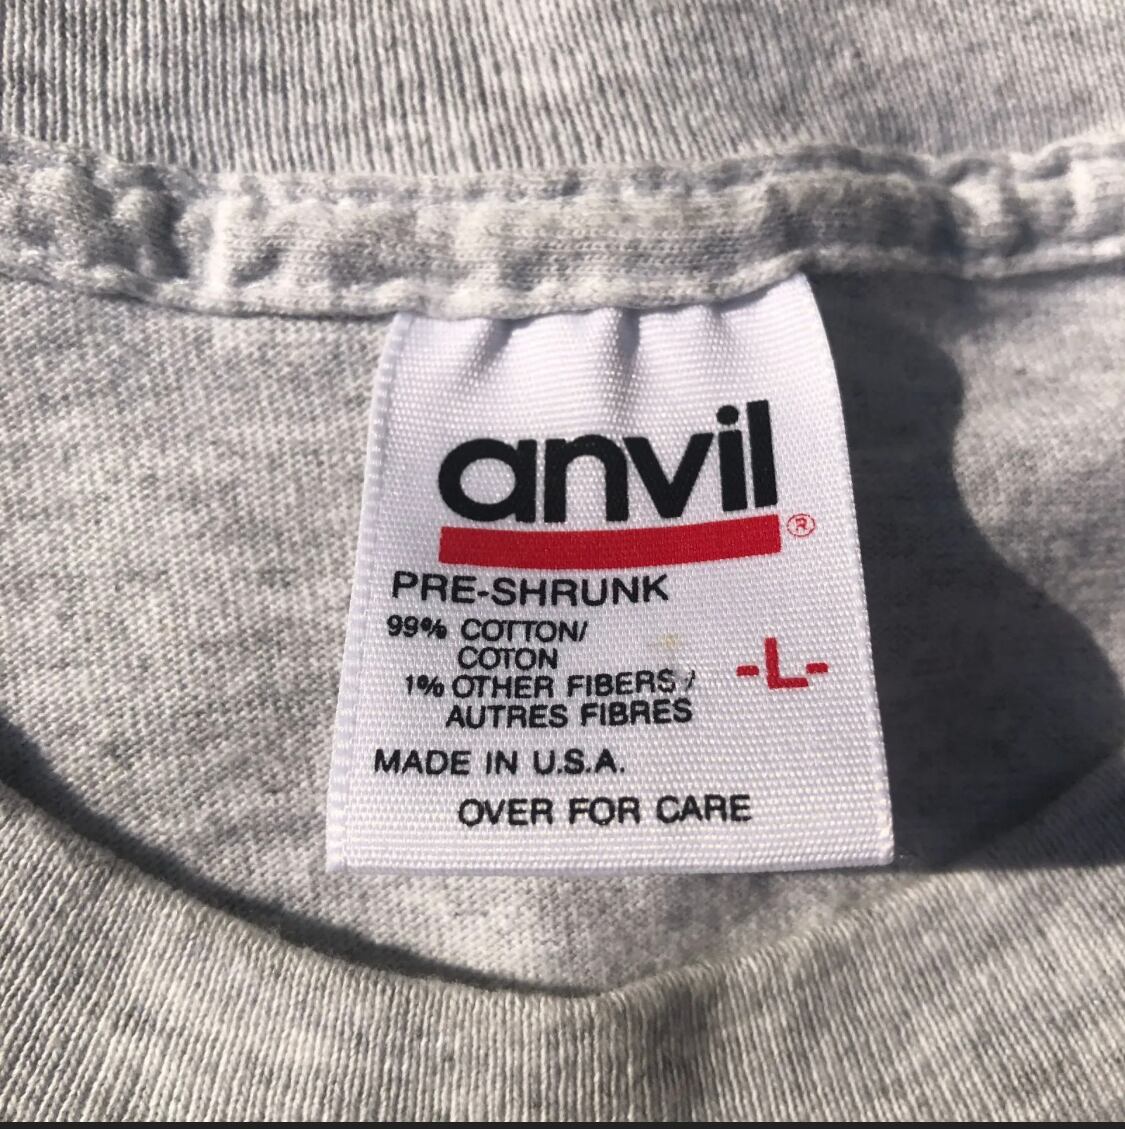 anvil®
PRE-SHRUNK
99% COTTON/
COTON
1% OTHER FIBERS/
AUTRES FIBRES
-L-
MADE IN U.S.A.
OVER FOR CARE